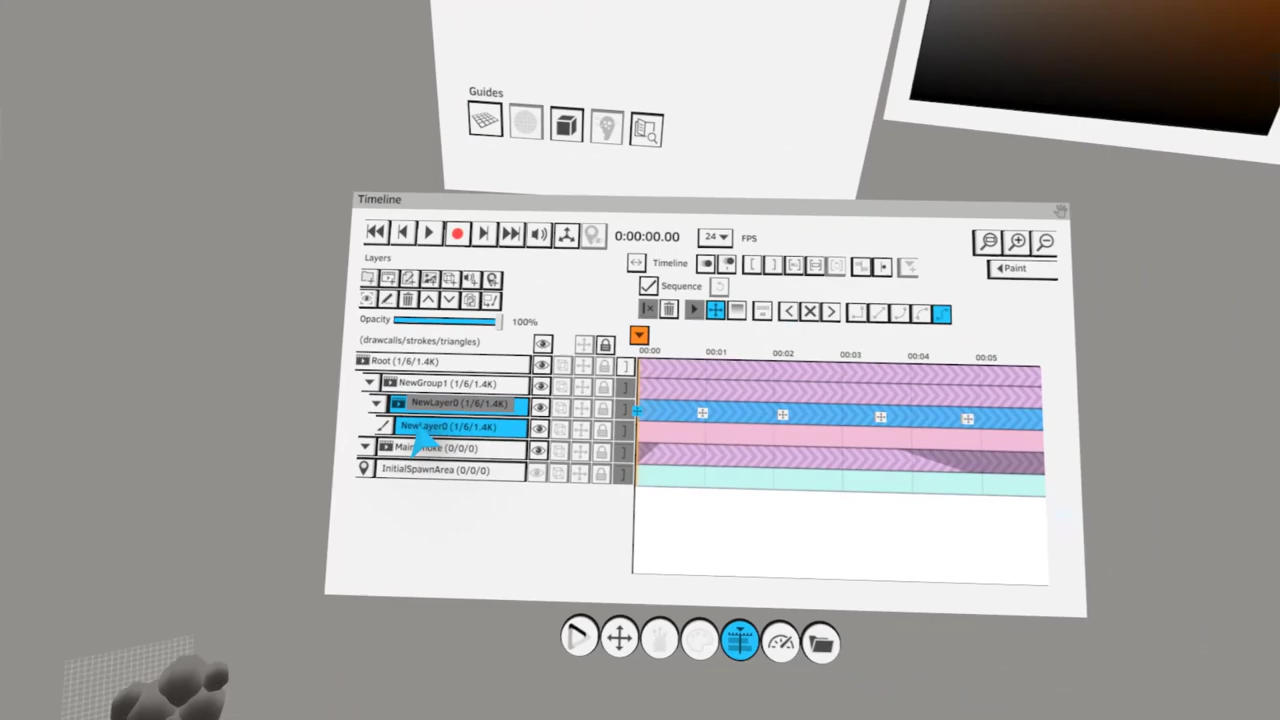 Guides
Timeline
0:00:00.00
24
FPS
Layers
Timeline
Paint
Sequence
Opacity
100%
(drawcalls/strokes/triangles)
00:00
00:01
00:02
00:03
00:04
00:05
Root (1/6/1.4K)
NewGroup1 (1/6/1.4K)
NewLayer0 (1/6/1.4K)
NewLayer0 (1/6/1.4K)
(0/0/0)
InitialSpawnArea (0/0/0)